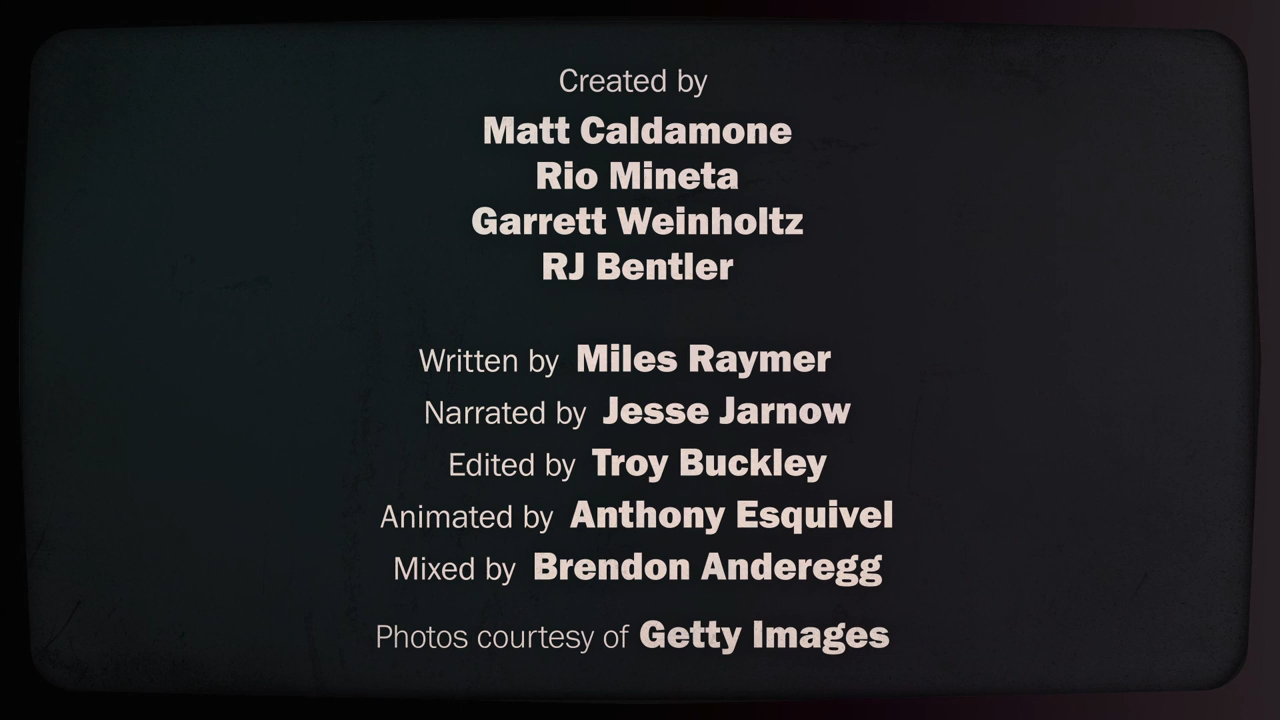 Created by
Matt Caldamone
Rio Mineta
Garrett Weinholtz
RJ Bentler
Written by Miles Raymer
Narrated by Jesse Jarnow
Edited by Troy Buckley
Animated by Anthony Esquivel
Mixed by Brendon Anderegg
Photos courtesy of Getty Images